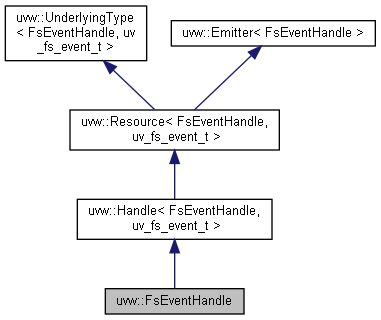 uvw::UnderlyingType
< FsEventHandle, uv
_fs_event_t >
uvw::Emitter< FsEventHandle >
uvw::Resource< FsEventHandle,
uv_fs_event_t >
uvw::Handle< FsEventHandle,
uv_fs_event_t >
uvw::FsEventHandle